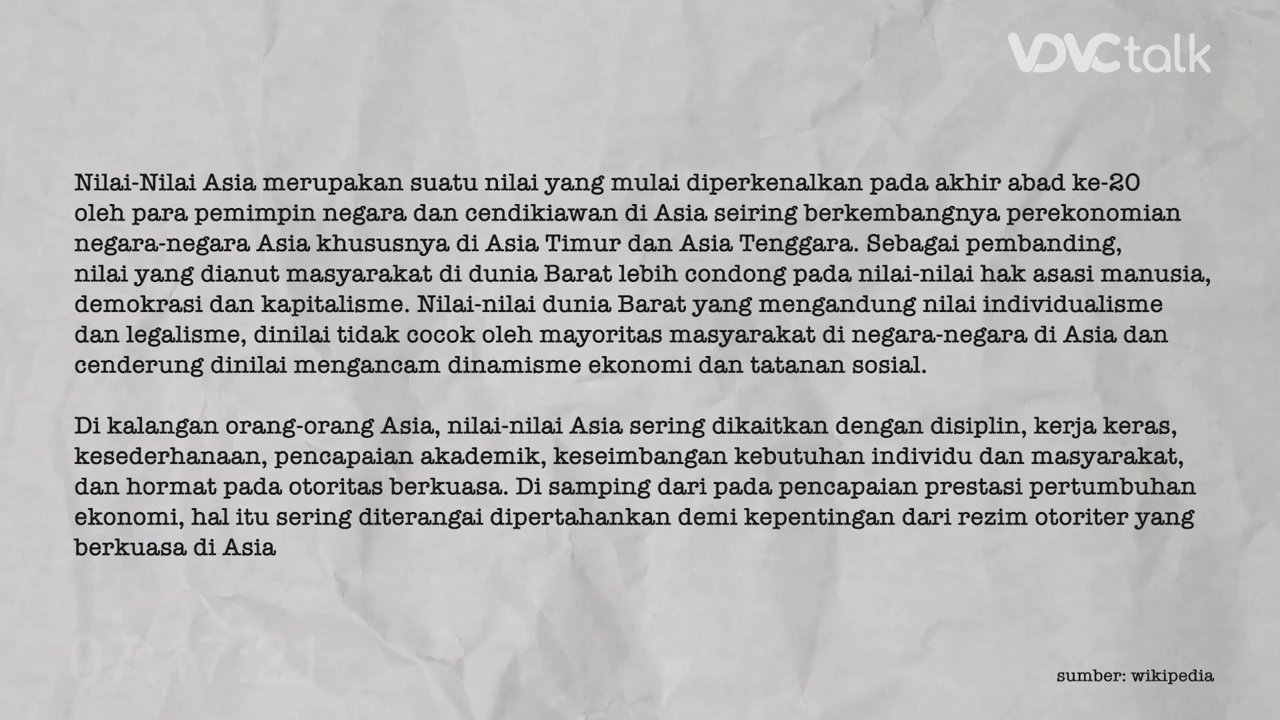 VDVCtalk
Nilai-Nilai Asia merupakan suatu nilai yang mulai diperkenalkan pada akhir abad ke-20
oleh para pemimpin negara dan cendikiawan di Asia seiring berkembangnya perekonomian
negara-negara Asia khususnya di Asia Timur dan Asia Tenggara. Sebagai pembanding,
nilai yang dianut masyarakat di dunia Barat lebih condong pada nilai-nilai hak asasi manusia,
demokrasi dan kapitalisme. Nilai-nilai dunia Barat yang mengandung nilai individualisme
dan legalisme, dinilai tidak cocok oleh mayoritas masyarakat di negara-negara di Asia dan
cenderung dinilai mengancam dinamisme ekonomi dan tatanan sosial.
Di kalangan orang-orang Asia, nilai-nilai Asia sering dikaitkan dengan disiplin, kerja keras,
kesederhanaan, pencapaian akademik, keseimbangan kebutuhan individu dan masyarakat,
dan hormat pada otoritas berkuasa. Di samping dari pada pencapaian prestasi pertumbuhan
ekonomi, hal itu sering diterangai dipertahankan demi kepentingan dari rezim otoriter yang
berkuasa di Asia
sumber: wikipedia